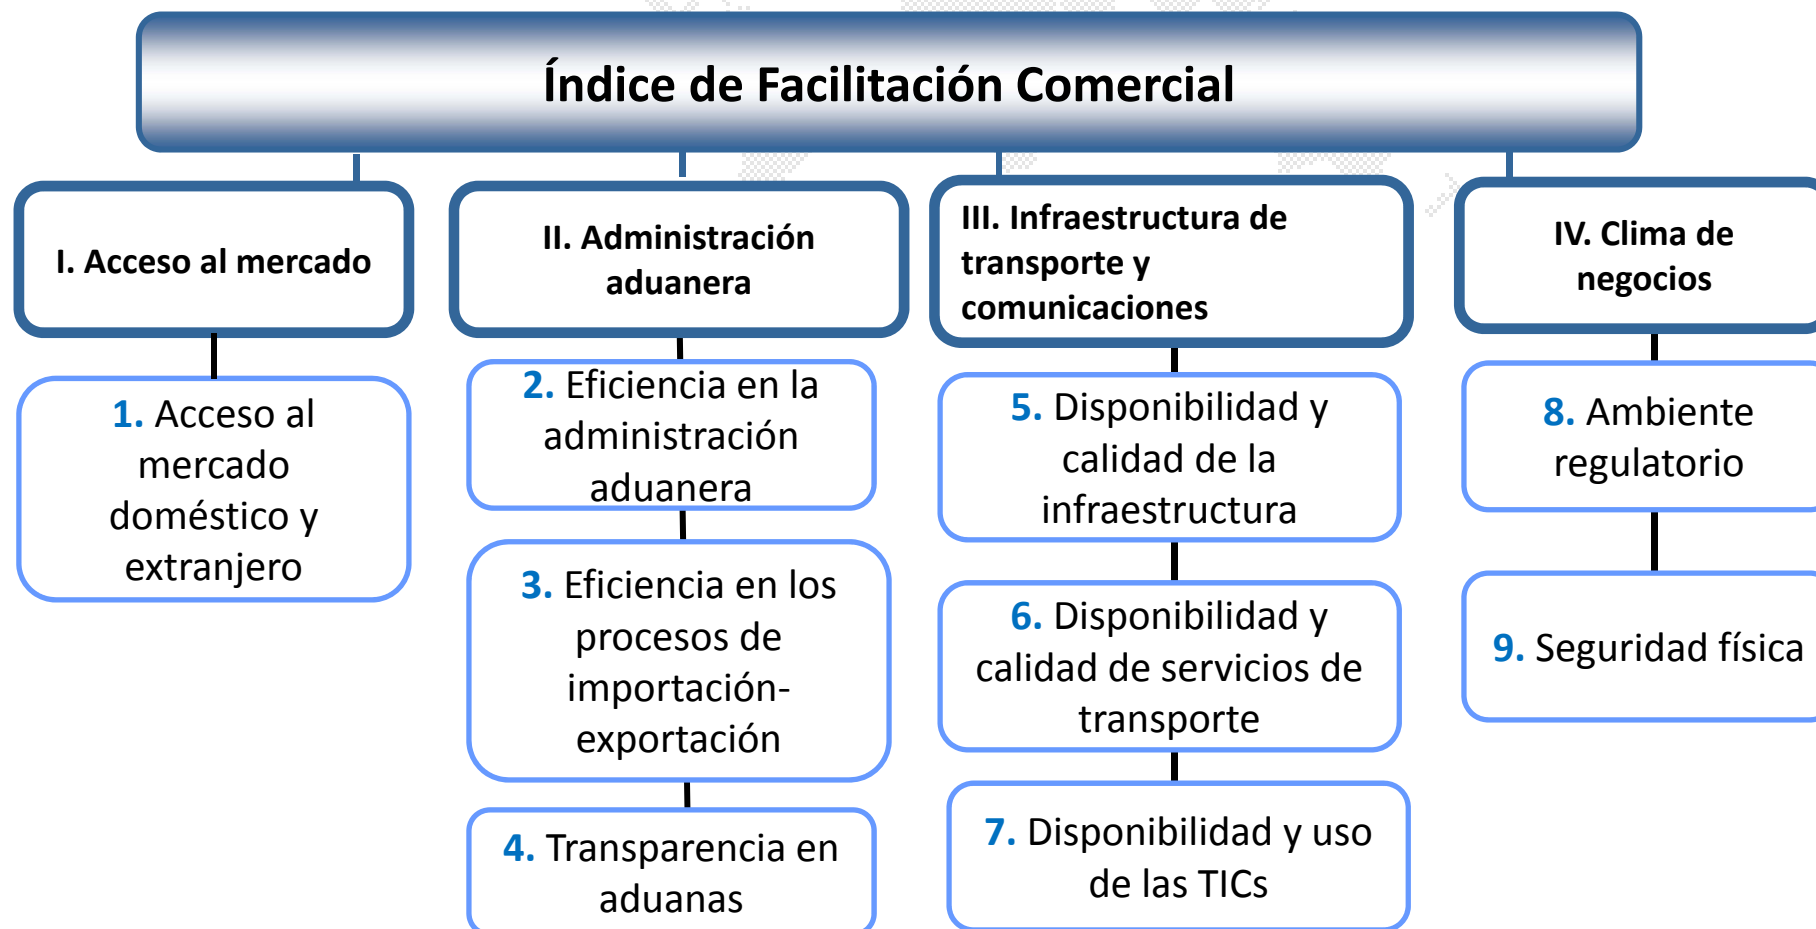 Índice de Facilitación Comercial
I. Acceso al mercado
1. Acceso al
mercado
doméstico y
extranjero
II. Administración
aduanera
2. Eficiencia en la
administración
aduanera
3. Eficiencia en los
procesos de
importación-
exportación
4. Transparencia en
aduanas
III. Infraestructura de
transporte y
comunicaciones
5. Disponibilidad y
calidad de la
infraestructura
6. Disponibilidad y
calidad de servicios de
transporte
7. Disponibilidad y uso
de las TICs
IV. Clima de
negocios
8. Ambiente
regulatorio
9. Seguridad física